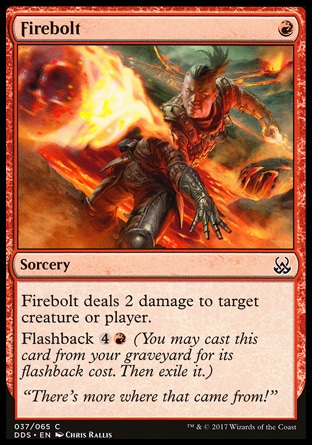 Firebolt
Sorcery
Firebolt deals 2 damage to target
creature or player.
Flashback 4 (You may cast this
card from your graveyard for its
flashback cost. Then exile it.)
“There’s more where that came from!”
037/065 C
DDS • EN Chris Rallis
™ & © 2017 Wizards of the Coast